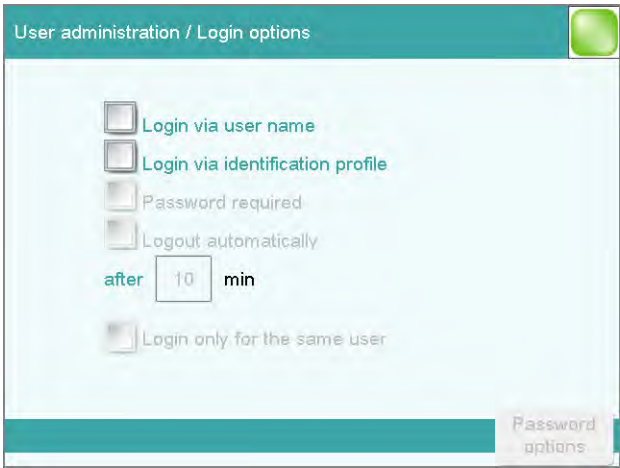 User administration / Login options
Login via user name
Login via identification profile
Password required
Logout automatically
after 10 min
Login only for the same user
Password
options